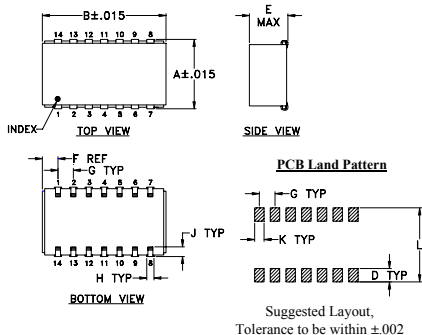 B±.015
14 13 12 11 10 9 8
A±.015
INDEX
1 2 3 4 5 6 7
TOP VIEW
E
MAX
SIDE VIEW
F REF
G TYP
1 2 3 4 5 6 7
J TYP
14 13 12 11 10 9 8
H TYP
BOTTOM VIEW
PCB Land Pattern
G TYP
K TYP
L
D TYP
Suggested Layout,
Tolerance to be within ±.002